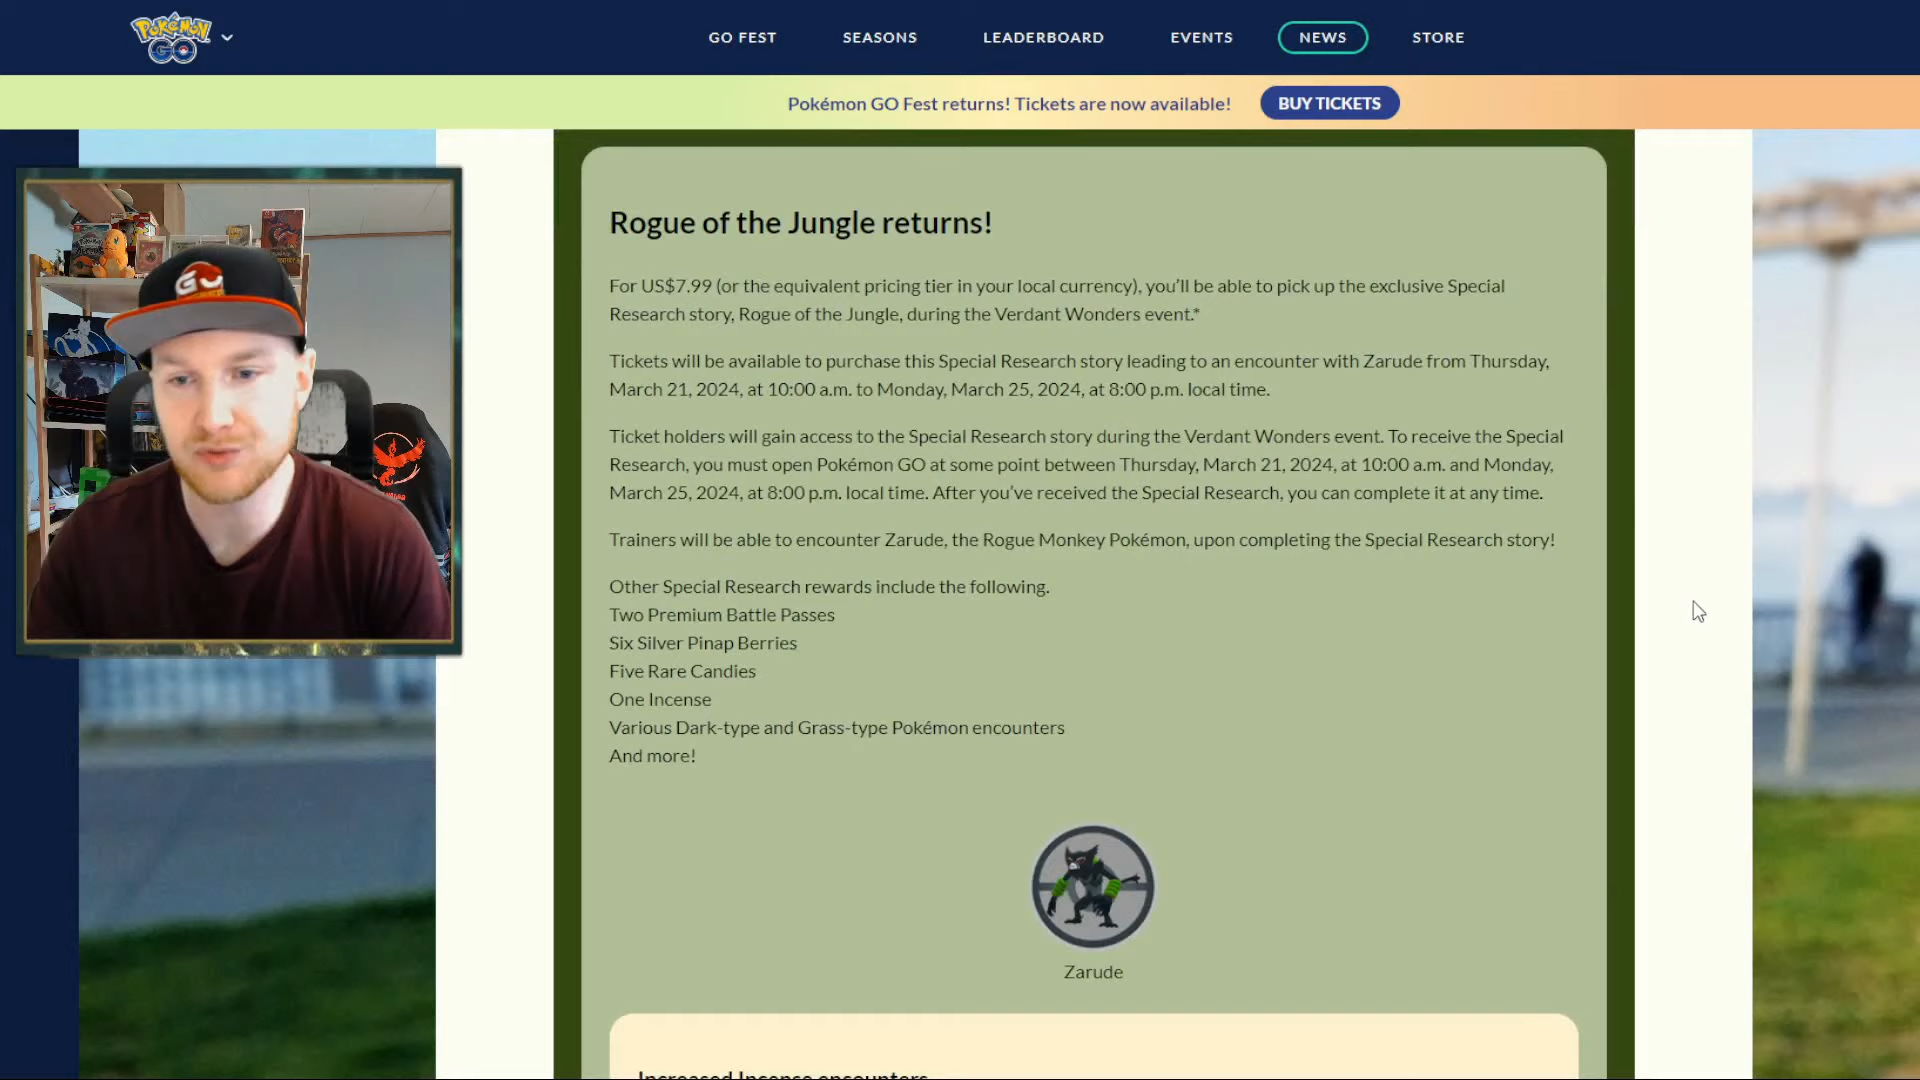 Pokémon GO
GO FEST
SEASONS
LEADERBOARD
EVENTS
NEWS
STORE
Pokémon GO Fest returns! Tickets are now available!
BUY TICKETS
GO
Rogue of the Jungle returns!
For US$7.99 (or the equivalent pricing tier in your local currency), you'll be able to pick up the exclusive Special
Research story, Rogue of the Jungle, during the Verdant Wonders event.*
Tickets will be available to purchase this Special Research story leading to an encounter with Zarude from Thursday,
March 21, 2024, at 10:00 a.m. to Monday, March 25, 2024, at 8:00 p.m. local time.
Ticket holders will gain access to the Special Research story during the Verdant Wonders event. To receive the Special
Research, you must open Pokémon GO at some point between Thursday, March 21, 2024, at 10:00 a.m. and Monday,
March 25, 2024, at 8:00 p.m. local time. After you've received the Special Research, you can complete it at any time.
Trainers will be able to encounter Zarude, the Rogue Monkey Pokémon, upon completing the Special Research story!
Other Special Research rewards include the following.
Two Premium Battle Passes
Six Silver Pinap Berries
Five Rare Candies
One Incense
Various Dark-type and Grass-type Pokémon encounters
And more!
Zarude
Increased Incense encounters